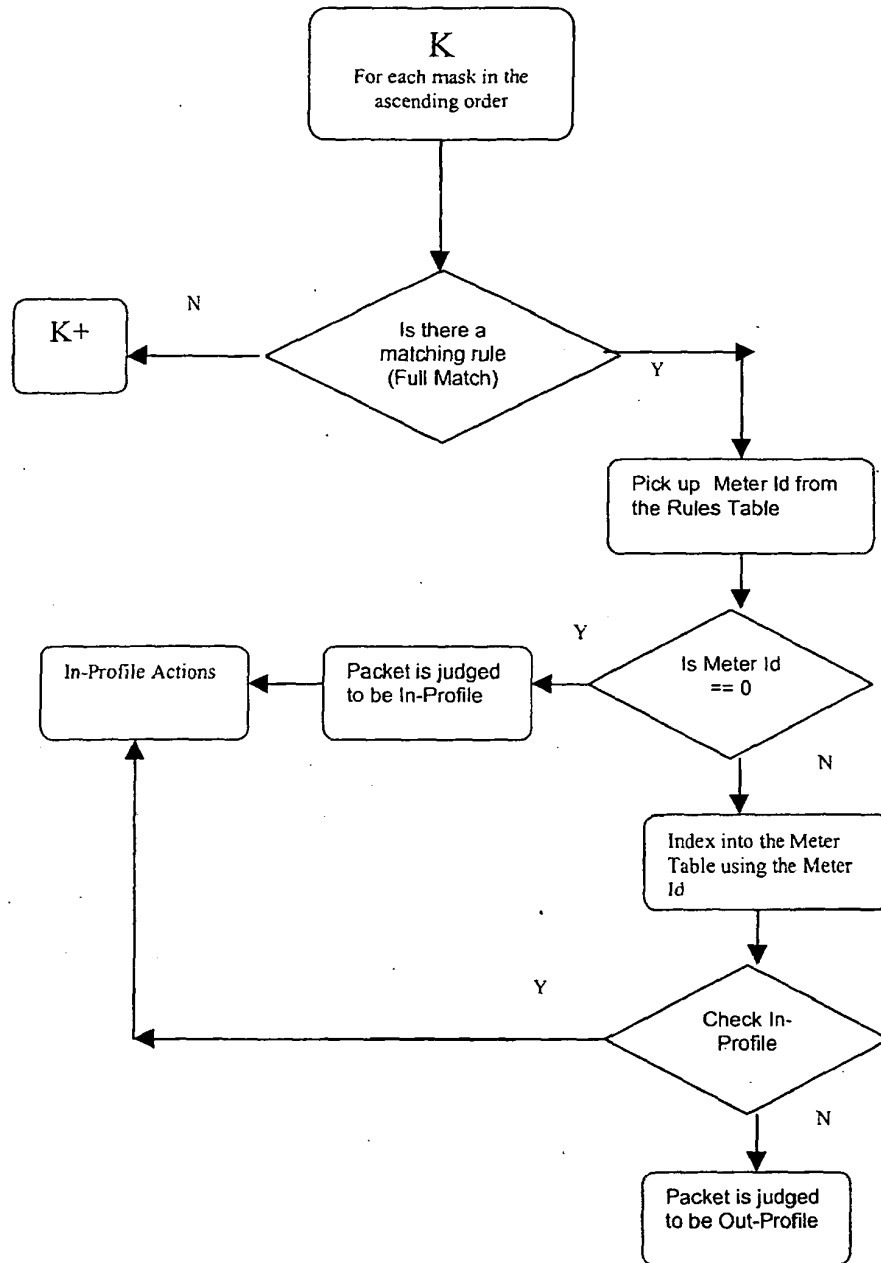 K
For each mask in the
ascending order
N
K+
Is there a
matching rule
(Full Match)
Y
Pick up Meter Id from
the Rules Table
Y
Is Meter Id
== 0
In-Profile Actions
Packet is judged
to be In-Profile
N
Index into the Meter
Table using the Meter
Id
Y
Check In-
Profile
N
Packet is judged
to be Out-Profile